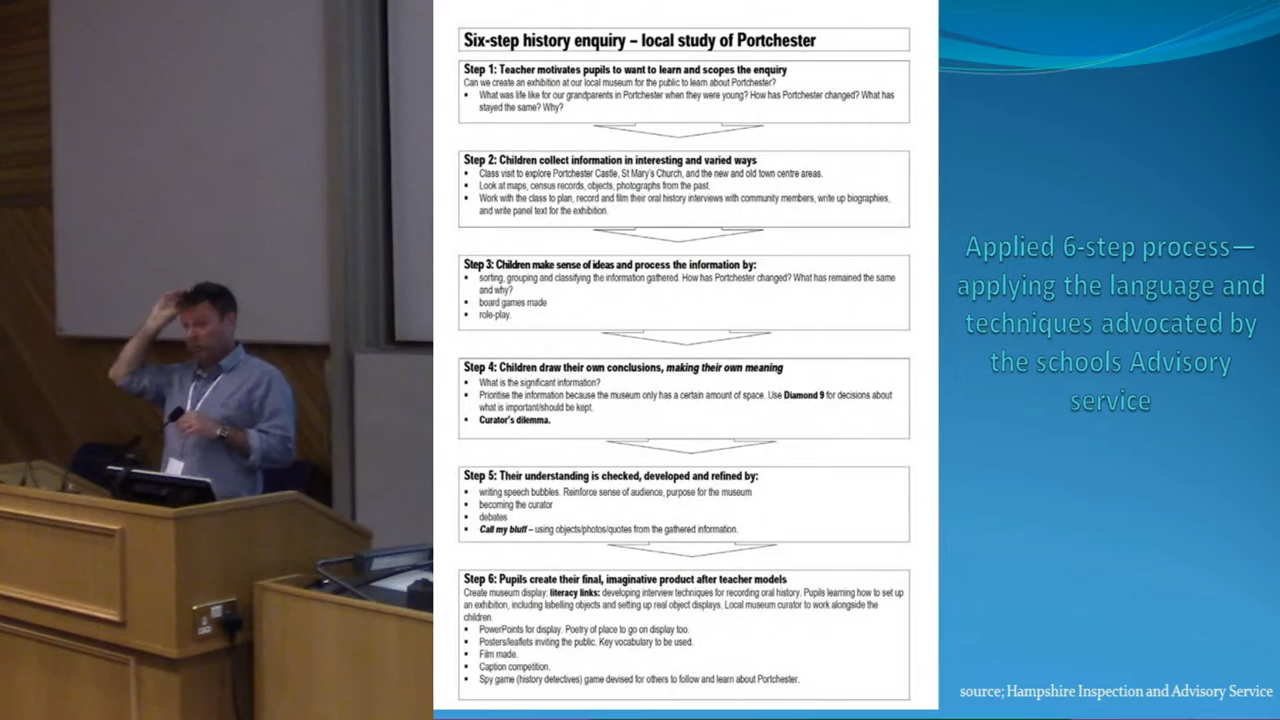 Six-step history enquiry – local study of Portchester
Step 1: Teacher motivates pupils to want to learn and scopes the enquiry
Can we create an exhibition at our local museum for the public to learn about Portchester?
▪ What was life like for our grandparents in Portchester when they were young? How has Portchester changed? What has
stayed the same? Why?
Step 2: Children collect information in interesting and varied ways
▪ Class visit to explore Portchester Castle, St Mary's Church, and the new and old town centre areas.
▪ Look at maps, census records, objects, photographs from the past.
▪ Work with the class to plan, record and film their oral history interviews with community members, write up biographies,
and write panel text for the exhibition.
Step 3: Children make sense of ideas and process the information by:
▪ sorting, grouping and classifying the information gathered. How has Portchester changed? What has remained the same
and why?
▪ board games made
▪ role-play.
Step 4: Children draw their own conclusions, making their own meaning
▪ What is the significant information?
▪ Prioritise the information because the museum only has a certain amount of space. Use Diamond 9 for decisions about
what is important/should be kept.
▪ Curator's dilemma.
Step 5: Their understanding is checked, developed and refined by:
▪ writing speech bubbles. Reinforce sense of audience, purpose for the museum
▪ becoming the curator
▪ debates
▪ Call my bluff – using objects/photos/quotes from the gathered information.
Step 6: Pupils create their final, imaginative product after teacher models
Create museum display: literacy links: developing interview techniques for recording oral history. Pupils learning how to set up
an exhibition, including labelling objects and setting up real object displays. Local museum curator to work alongside the
children.
▪ PowerPoints for display. Poetry of place to go on display too.
▪ Posters/leaflets inviting the public. Key vocabulary to be used.
▪ Film made.
▪ Caption competition.
▪ Spy game (history detectives) game devised for others to follow and learn about Portchester.
Applied 6-step process—
applying the language and
techniques advocated by
the schools Advisory
service
source; Hampshire Inspection and Advisory Service